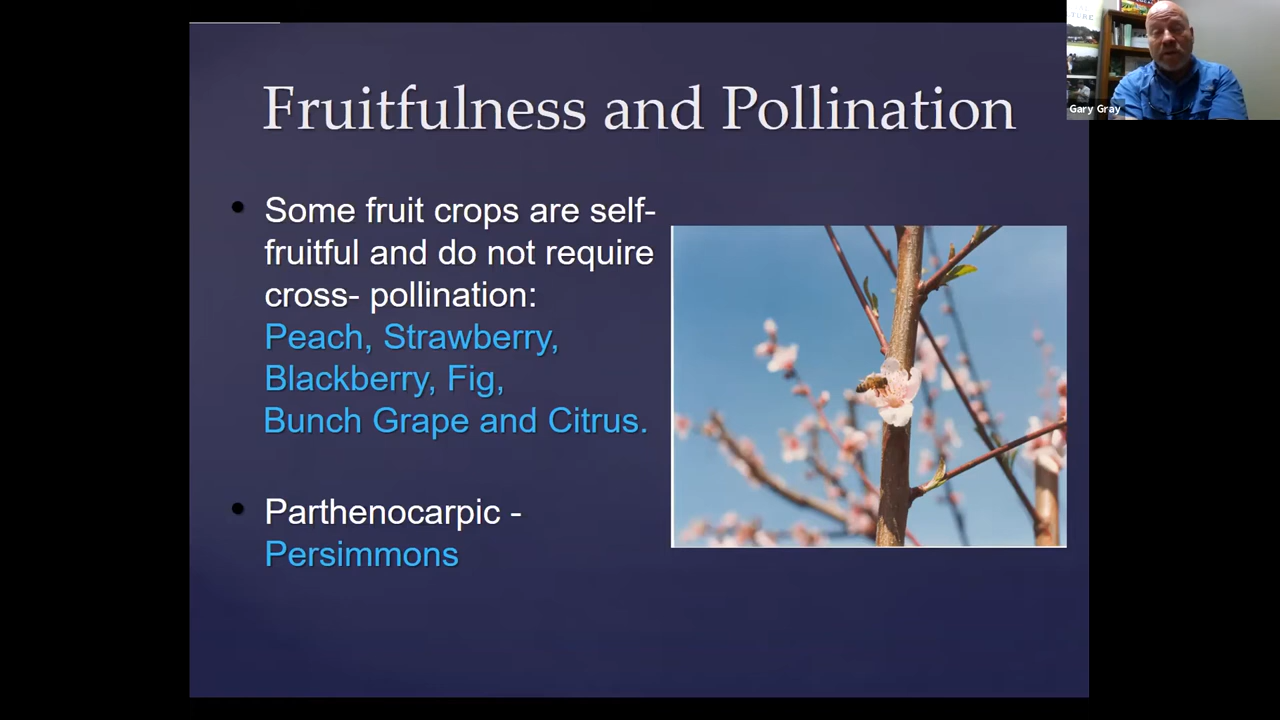 Fruitfulness and Pollination
• Some fruit crops are self-
fruitful and do not require
cross- pollination:
Peach, Strawberry,
Blackberry, Fig,
Bunch Grape and Citrus.
• Parthenocarpic -
Persimmons
Gary Gray